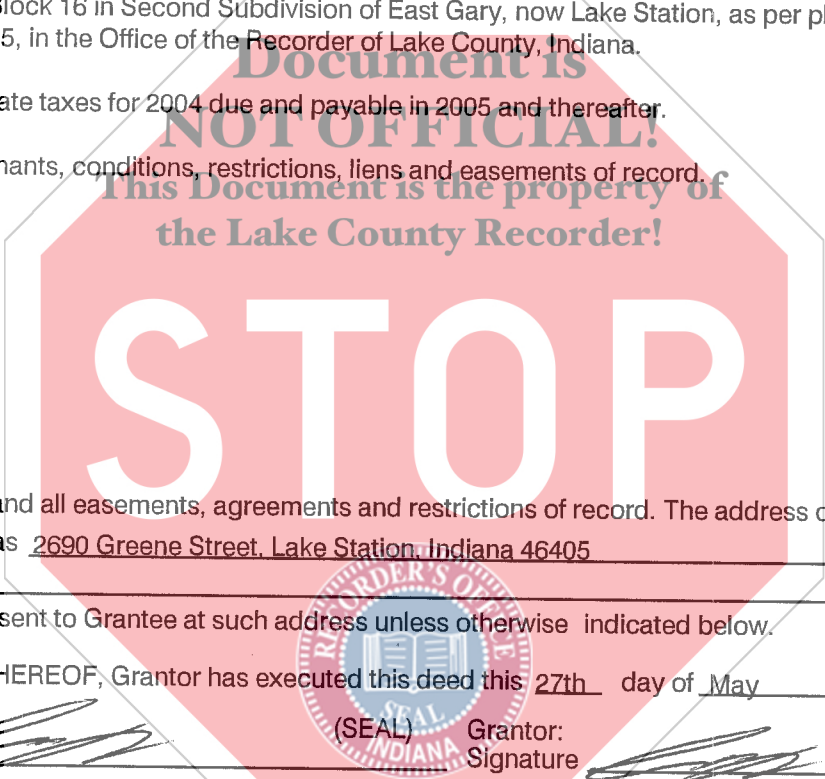 lock 16 in Second Subdivision of East Gary, now Lake Station, as per pl
5, in the Office of the Recorder of Lake County, Indiana.
Document is
ate taxes for 2004 due and payable in 2005 and thereafter.
NOT OFFICIAL!
nants, conditions, restrictions, liens and easements of record.
This Document is the property of
the Lake County Recorder!
STOP
nd all easements, agreements and restrictions of record. The address o
as 2690 Greene Street, Lake Station, Indiana 46405
RECORDER'S OFFICE
sent to Grantee at such address unless otherwise indicated below.
HEREOF, Grantor has executed this deed this 27th day of May
SEAL
(SEAL) Grantor:
INDIANA
Signature